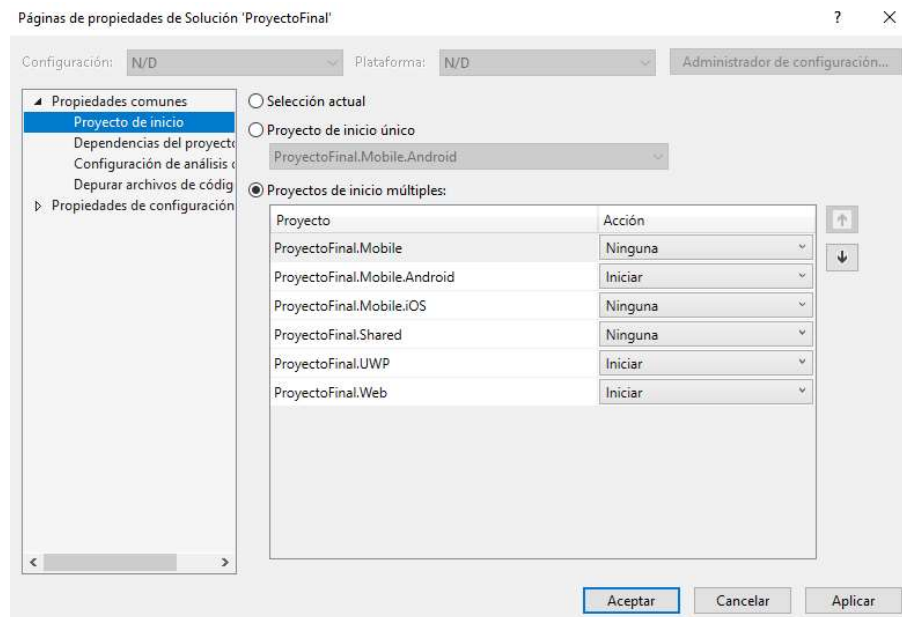 Páginas de propiedades de Solución 'ProyectoFinal'
?
Configuración: N/D Plataforma: N/D Administrador de configuración...
Propiedades comunes
Proyecto de inicio
Dependencias del proyecto
Configuración de análisis d
Depurar archivos de códig
Propiedades de configuración
Selección actual
Proyecto de inicio único
ProyectoFinal.Mobile.Android
Proyectos de inicio múltiples:
Proyecto Acción
ProyectoFinal.Mobile Ninguna
ProyectoFinal.Mobile.Android Iniciar
ProyectoFinal.Mobile.iOS Ninguna
ProyectoFinal.Shared Ninguna
ProyectoFinal.UWP Iniciar
ProyectoFinal.Web Iniciar
Aceptar Cancelar Aplicar